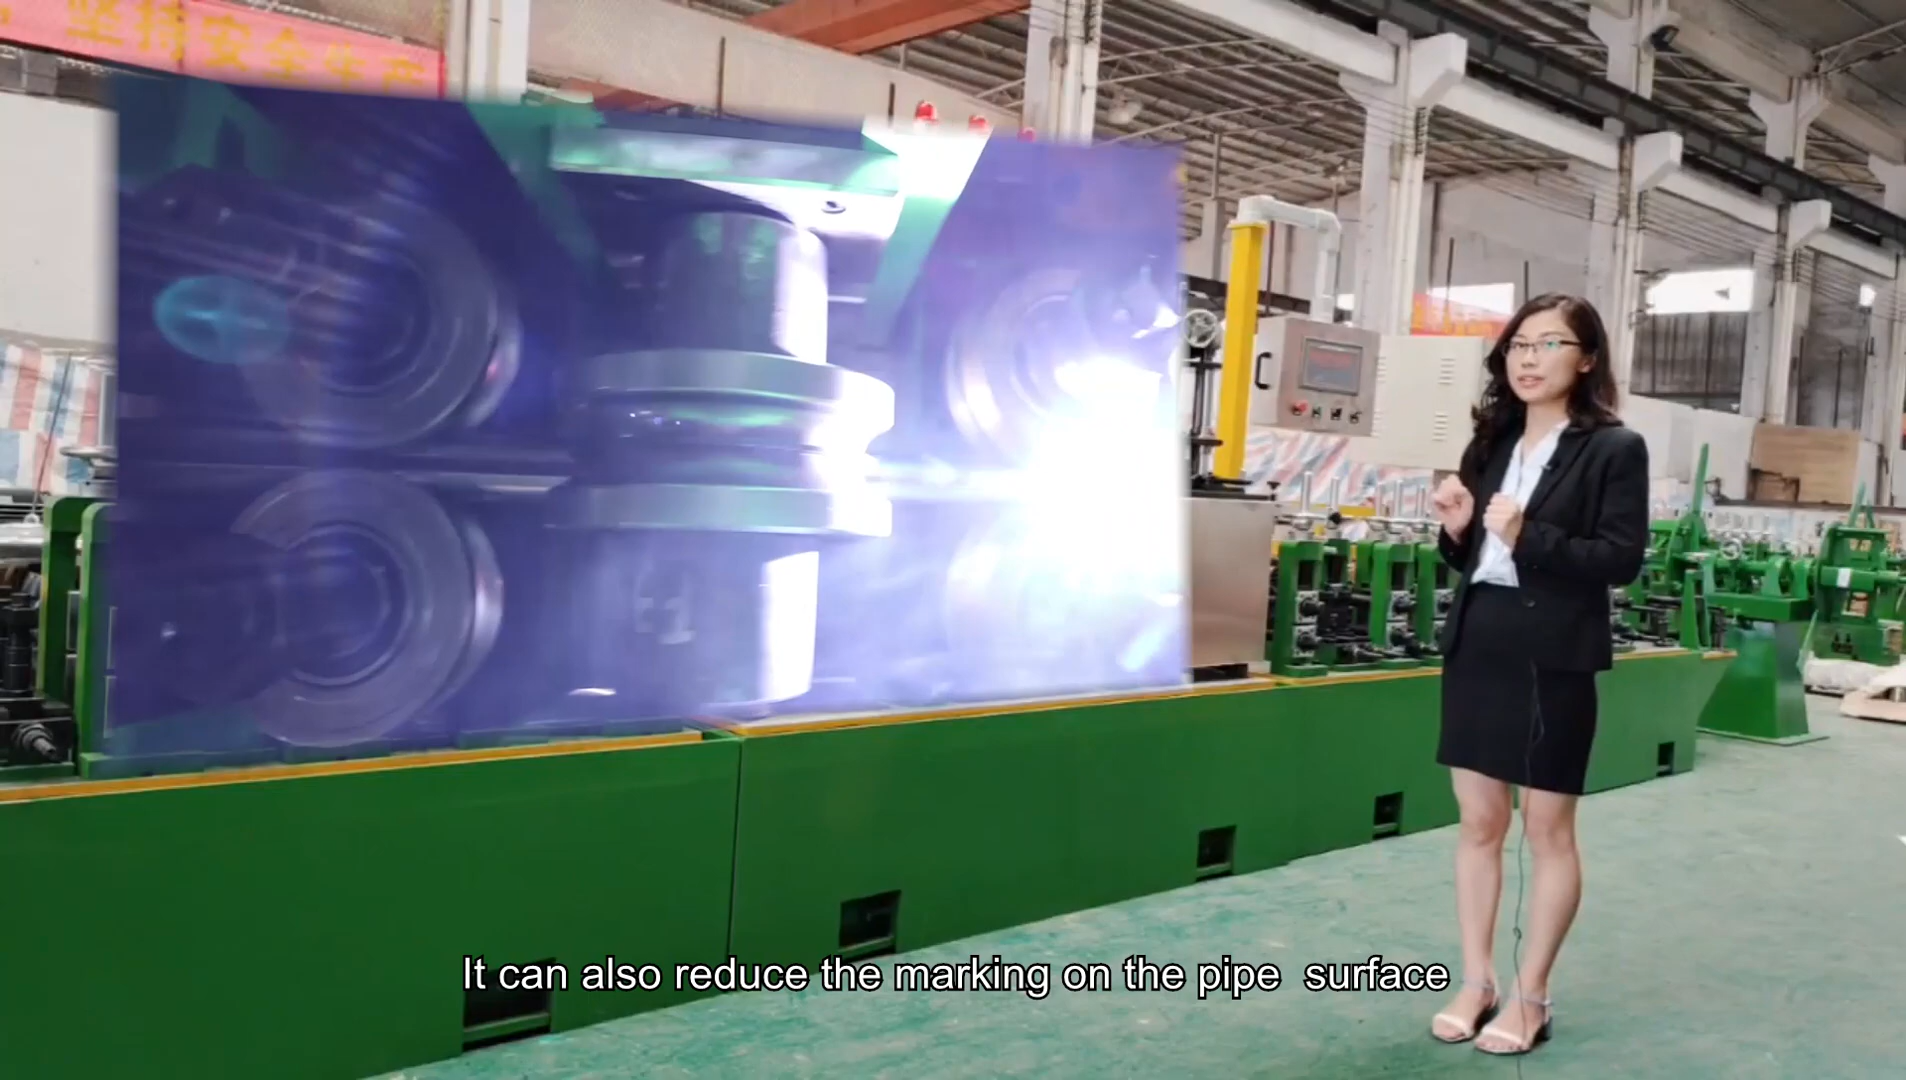 坚持安全生产
It can also reduce the marking on the pipe surface